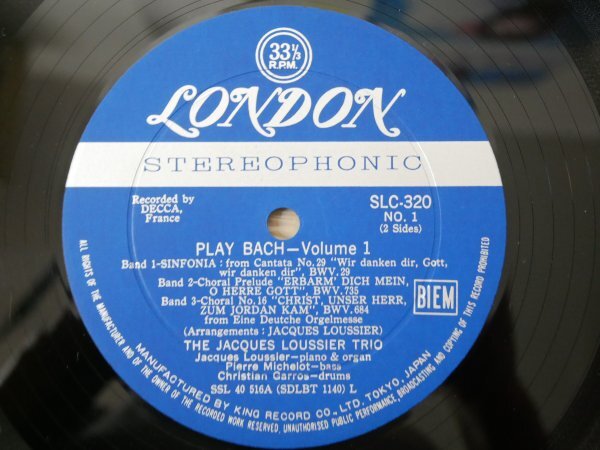 33 1/3
R.P.M.
LONDON
STEREOPHONIC
Recorded by
DECCA,
France
SLC-320
NO. 1
(2 Sides)
PLAY BACH—Volume 1
Band 1-SINFONIA : from Cantata No. 29 "Wir danken dir, Gott,
wir danken dir", BWV. 29
Band 2-Choral Prelude "ERBARM' DICH MEIN,
O HERRE GOTT", BWV. 735
Band 3-Choral No. 16 "CHRIST, UNSER HERR,
ZUM JORDAN KAM", BWV. 684
from Eine Deutche Orgelmesse
(Arrangements : JACQUES LOUSSIER)
BIEM
THE JACQUES LOUSSIER TRIO
Jacques Loussier—piano & organ
Pierre Michelot—bass
Christian Garros—drums
SSL 40 516A (SDLBT 1140) L
MANUFACTURED BY KING RECORD CO., LTD. TOKYO, JAPAN
ALL RIGHTS OF THE MANUFACTURER AND OF THE OWNER OF THE RECORDED WORK RESERVED, UNAUTHORISED PUBLIC PERFORMANCE, BROADCASTING AND COPYING OF THIS RECORD PROHIBITED